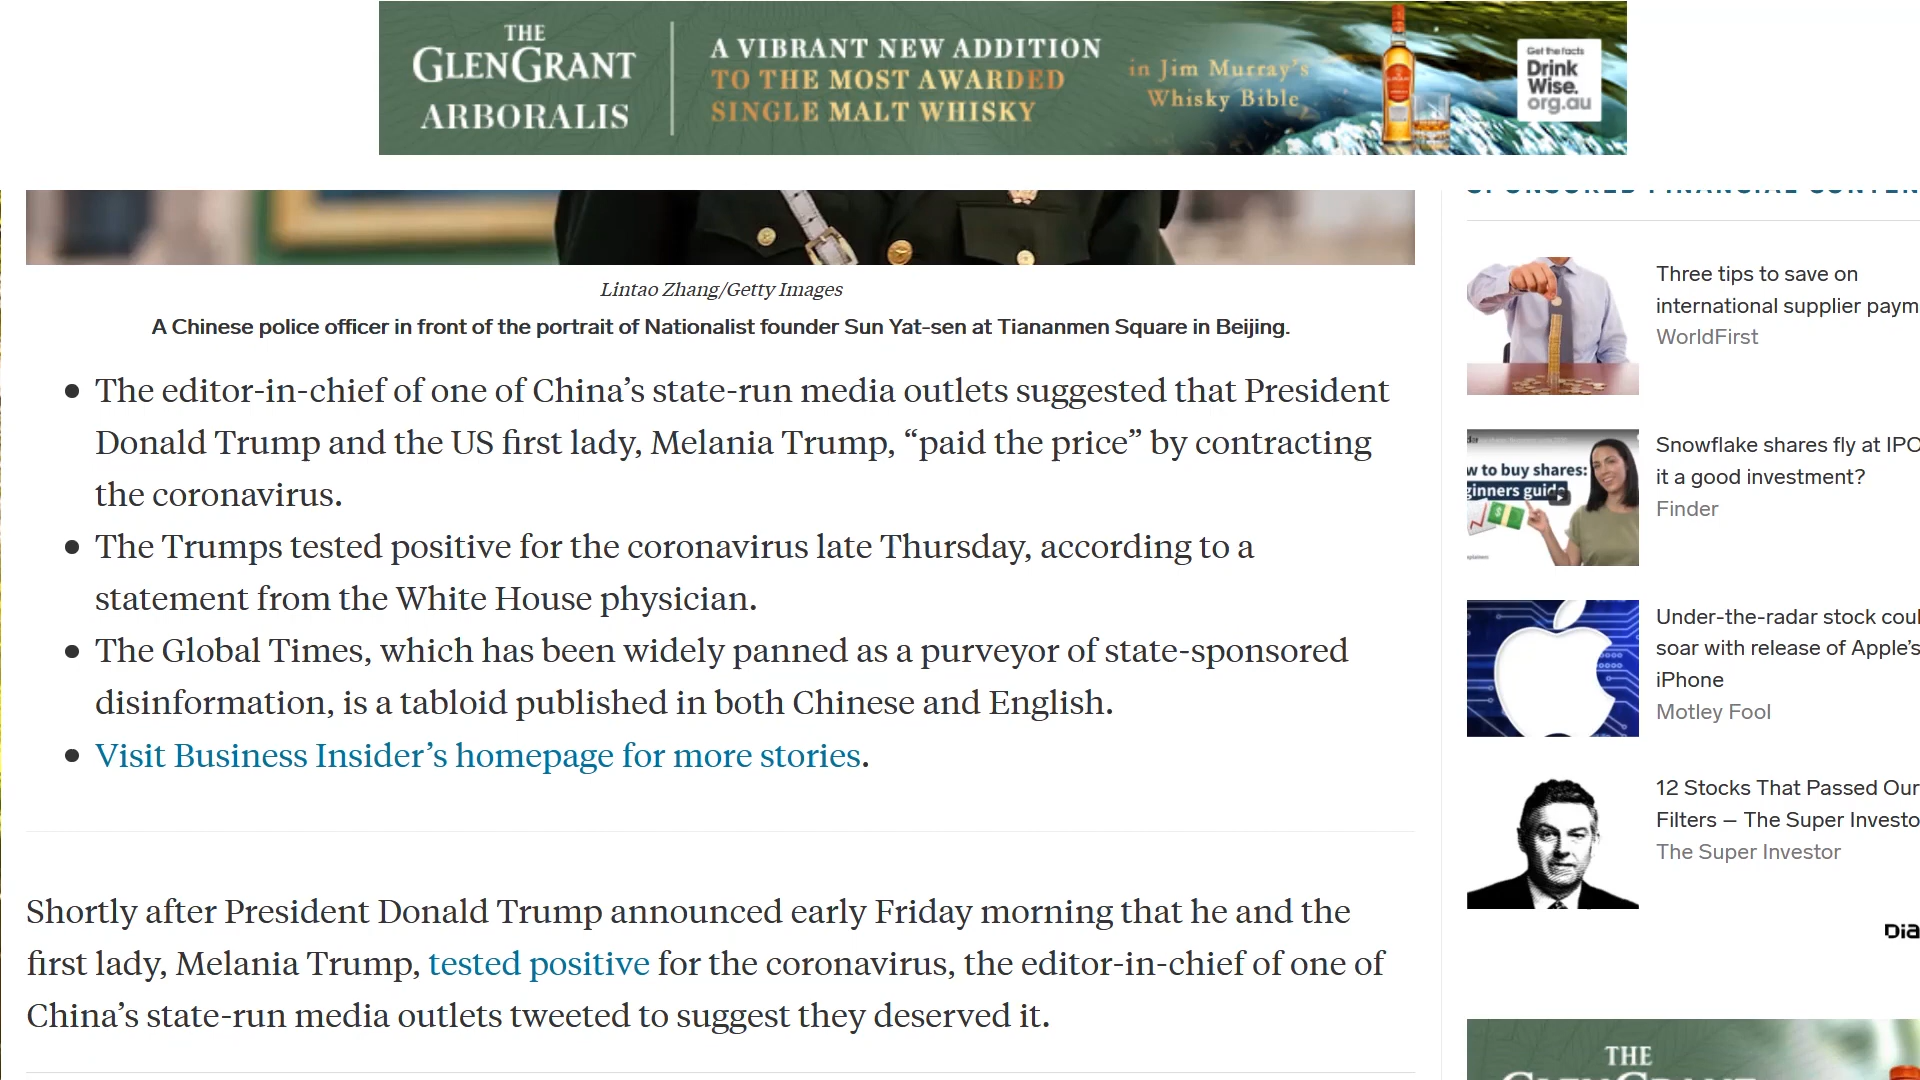 THE
GLENGRANT
ARBORALIS
A VIBRANT NEW ADDITION
TO THE MOST AWARDED
SINGLE MALT WHISKY
in Jim Murray's
Whisky Bible
Get the facts
Drink
Wise.
org.au
Lintao Zhang/Getty Images
A Chinese police officer in front of the portrait of Nationalist founder Sun Yat-sen at Tiananmen Square in Beijing.
The editor-in-chief of one of China’s state-run media outlets suggested that President
Donald Trump and the US first lady, Melania Trump, “paid the price” by contracting
the coronavirus.
The Trumps tested positive for the coronavirus late Thursday, according to a
statement from the White House physician.
The Global Times, which has been widely panned as a purveyor of state-sponsored
disinformation, is a tabloid published in both Chinese and English.
Visit Business Insider’s homepage for more stories.
Shortly after President Donald Trump announced early Friday morning that he and the
first lady, Melania Trump, tested positive for the coronavirus, the editor-in-chief of one of
China’s state-run media outlets tweeted to suggest they deserved it.
Three tips to save on
international supplier paym
WorldFirst
w to buy shares:
ginners guide
Snowflake shares fly at IPO
it a good investment?
Finder
Under-the-radar stock coul
soar with release of Apple’s
iPhone
Motley Fool
12 Stocks That Passed Our
Filters – The Super Investo
The Super Investor
Dia
THE